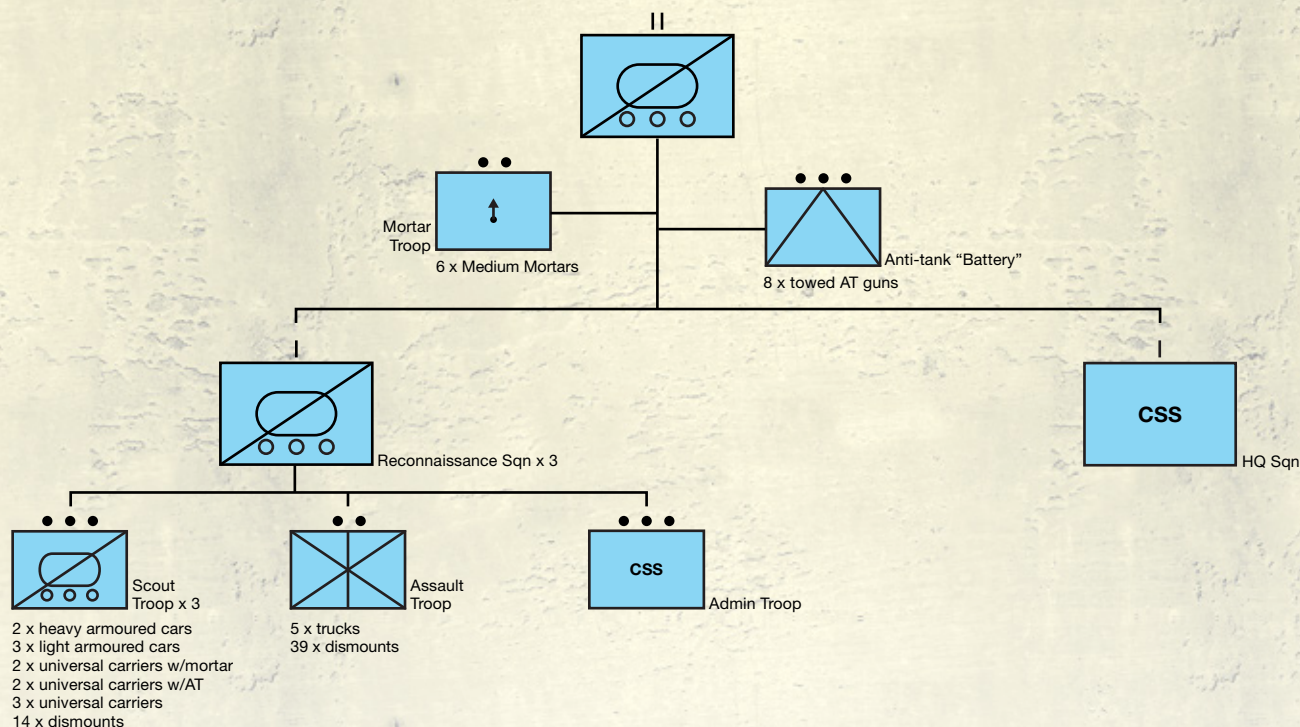 Mortar
Troop
6 x Medium Mortars
Anti-tank “Battery”
8 x towed AT guns
Reconnaissance Sqn x 3
CSS
HQ Sqn
Scout
Troop x 3
2 x heavy armoured cars
3 x light armoured cars
2 x universal carriers w/mortar
2 x universal carriers w/AT
3 x universal carriers
14 x dismounts
Assault
Troop
5 x trucks
39 x dismounts
CSS
Admin Troop